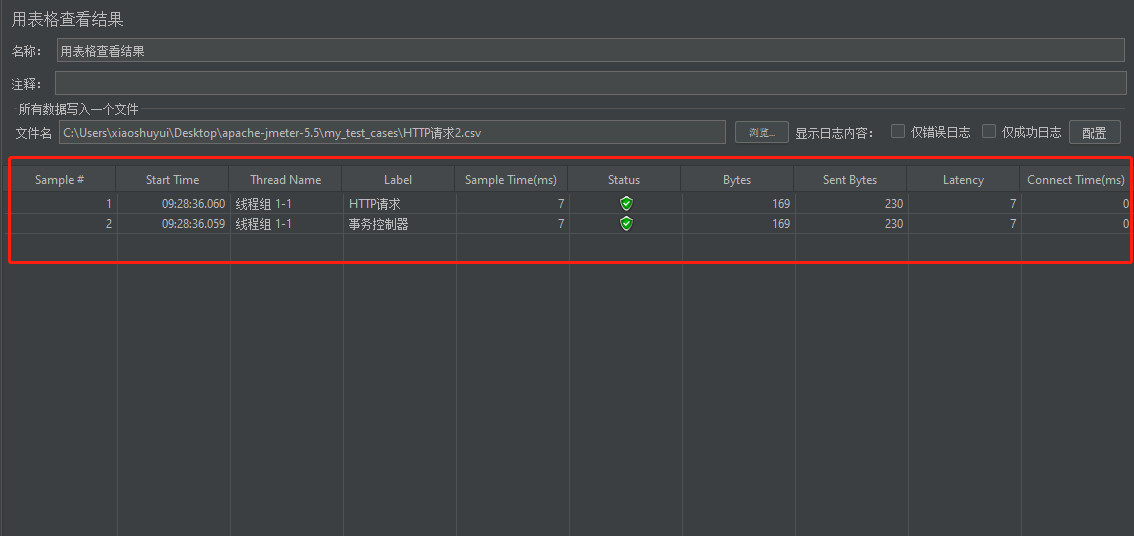 用表格查看结果
名称： 用表格查看结果
注释：
所有数据写入一个文件
文件名 C:\Users\xiaoshuyui\Desktop\apache-jmeter-5.5\my_test_cases\HTTP请求2.csv 浏览... 显示日志内容： 仅错误日志 仅成功日志 配置
Sample # Start Time Thread Name Label Sample Time(ms) Status Bytes Sent Bytes Latency Connect Time(ms)
1 09:28:36.060 线程组 1-1 HTTP请求 7 169 230 7 0
2 09:28:36.059 线程组 1-1 事务控制器 7 169 230 7 0